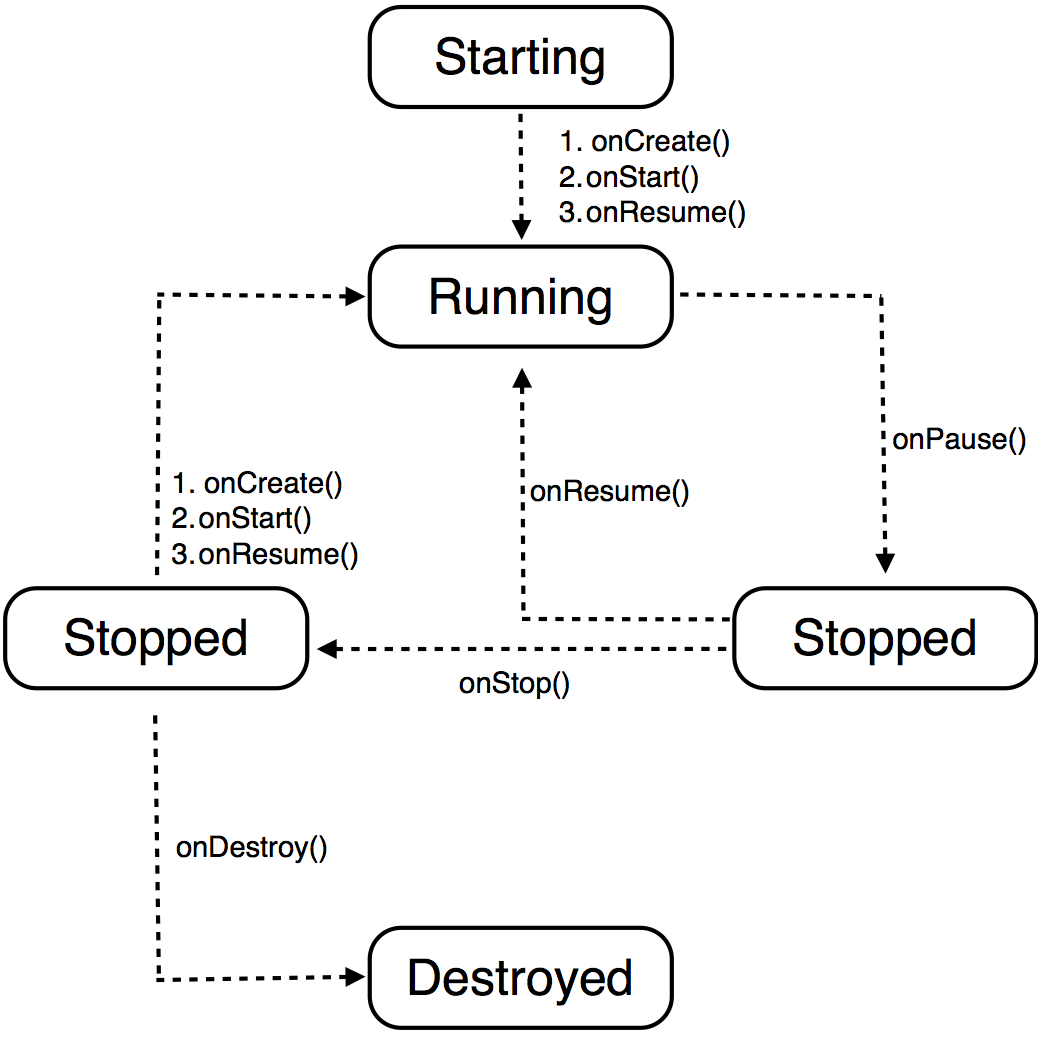 Starting
1. onCreate()
2.onStart()
3.onResume()
Running
onPause()
onResume()
1. onCreate()
2.onStart()
3.onResume()
Stopped
Stopped
onStop()
onDestroy()
Destroyed